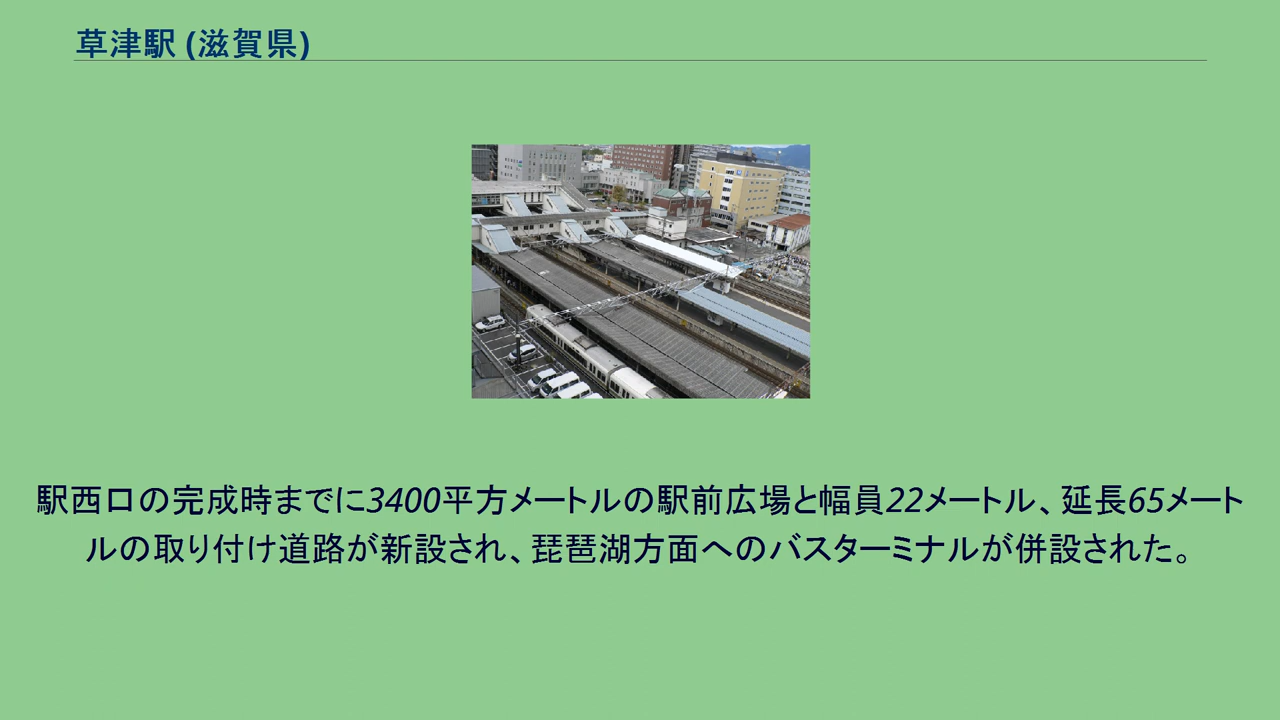 草津駅 (滋賀県)
駅西口の完成時までに3400平方メートルの駅前広場と幅員22メートル、延長65メート
ルの取り付け道路が新設され、琵琶湖方面へのバスターミナルが併設された。